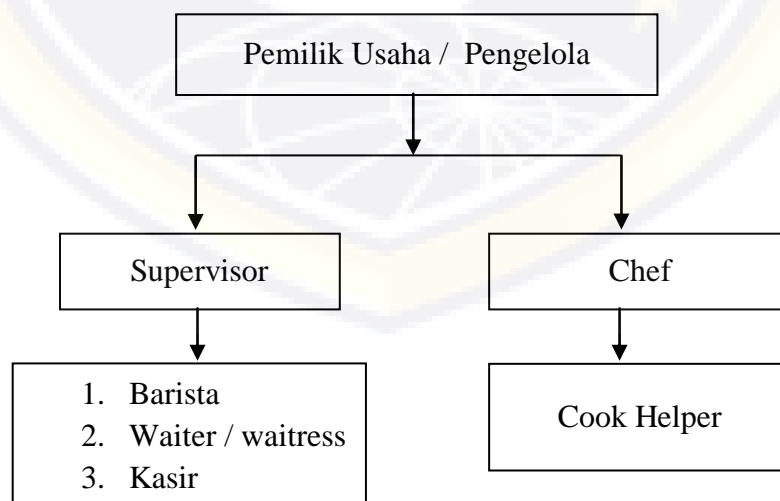 Pemilik Usaha / Pengelola
Supervisor
Chef
1. Barista
2. Waiter / waitress
3. Kasir
Cook Helper